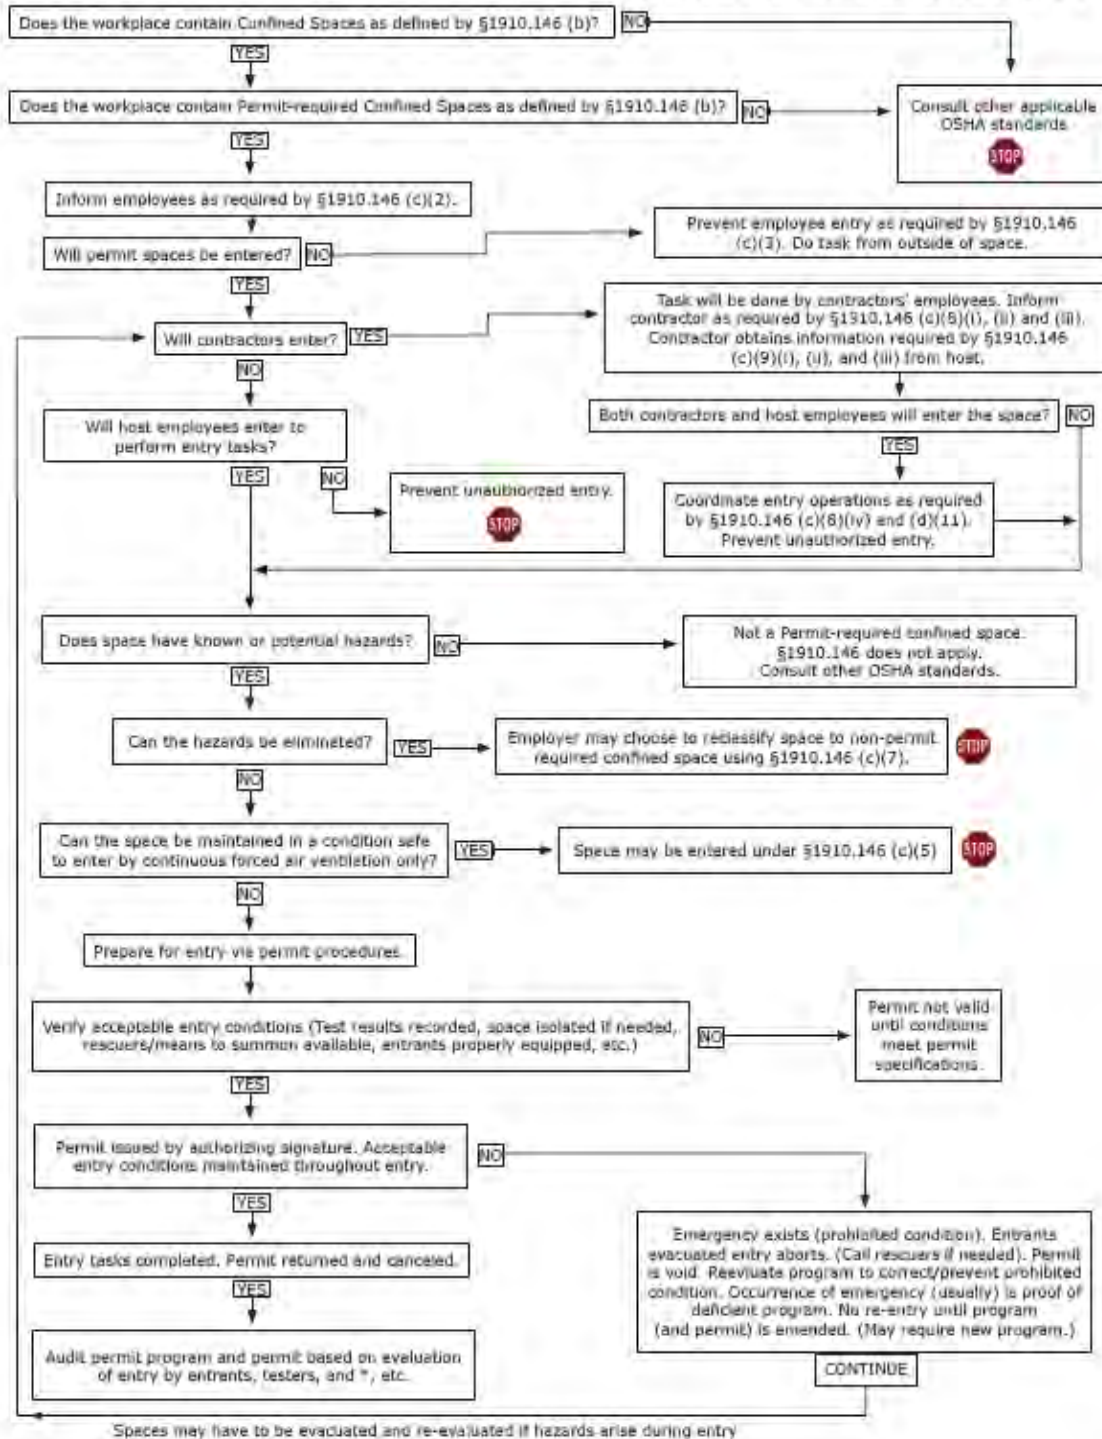 Does the workplace contain Confined Spaces as defined by §1910.146 (b)?
NO
YES
Does the workplace contain Permit-required Confined Spaces as defined by §1910.146 (b)?
NO
Consult other applicable
OSHA standards
STOP
YES
Inform employees as required by §1910.146 (c)(2).
Prevent employee entry as required by §1910.146
(c)(3). Do task from outside of space.
Will permit spaces be entered?
NO
YES
Task will be done by contractors' employees. Inform
contractor as required by §1910.146 (c)(8)(i), (ii) and (iii).
Contractor obtains information required by §1910.146
(c)(9)(i), (ii), and (iii) from host.
Will contractors enter?
YES
NO
Both contractors and host employees will enter the space?
NO
YES
Will host employees enter to
perform entry tasks?
YES
NO
Prevent unauthorized entry.
STOP
Coordinate entry operations as required
by §1910.146 (c)(8)(iv) and (d)(11).
Prevent unauthorized entry.
Does space have known or potential hazards?
NO
Not a Permit-required confined space.
§1910.146 does not apply.
Consult other OSHA standards.
YES
Can the hazards be eliminated?
YES
Employer may choose to reclassify space to non-permit
required confined space using §1910.146 (c)(7).
STOP
NO
Can the space be maintained in a condition safe
to enter by continuous forced air ventilation only?
YES
Space may be entered under §1910.146 (c)(5)
STOP
NO
Prepare for entry via permit procedures.
Verify acceptable entry conditions (Test results recorded, space isolated if needed,
rescuers/means to summon available, entrants properly equipped, etc.)
NO
Permit not valid
until conditions
meet permit
specifications.
YES
Permit issued by authorizing signature. Acceptable
entry conditions maintained throughout entry.
NO
YES
Entry tasks completed. Permit returned and canceled.
YES
Emergency exists (prohibited condition). Entrants
evacuated entry aborts. (Call rescuers if needed). Permit
is void. Reevluate program to correct/prevent prohibited
condition. Occurrence of emergency (usually) is proof of
deficient program. No re-entry until program
(and permit) is amended. (May require new program.)
CONTINUE
Audit permit program and permit based on evaluation
of entry by entrants, testers, and *, etc.
Spaces may have to be evacuated and re-evaluated if hazards arise during entry